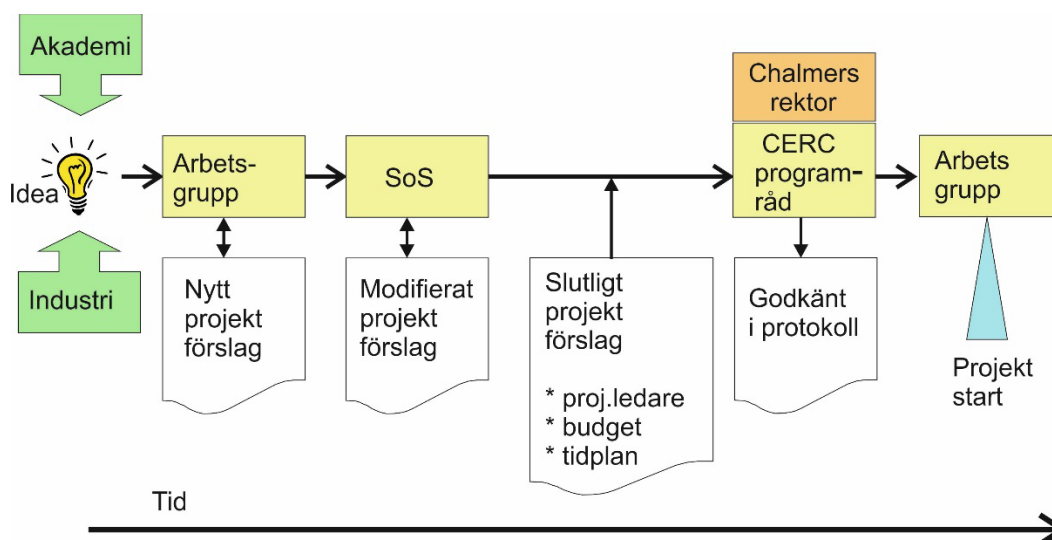 Akademi
Idea
Industri
Arbets-
grupp
Nytt
projekt
förslag
SoS
Modifierat
projekt
förslag
Slutligt
projekt
förslag
* proj.ledare
* budget
* tidplan
Chalmers
rektor
CERC
program-
råd
Godkänt
i protokoll
Arbets
grupp
Projekt
start
Tid